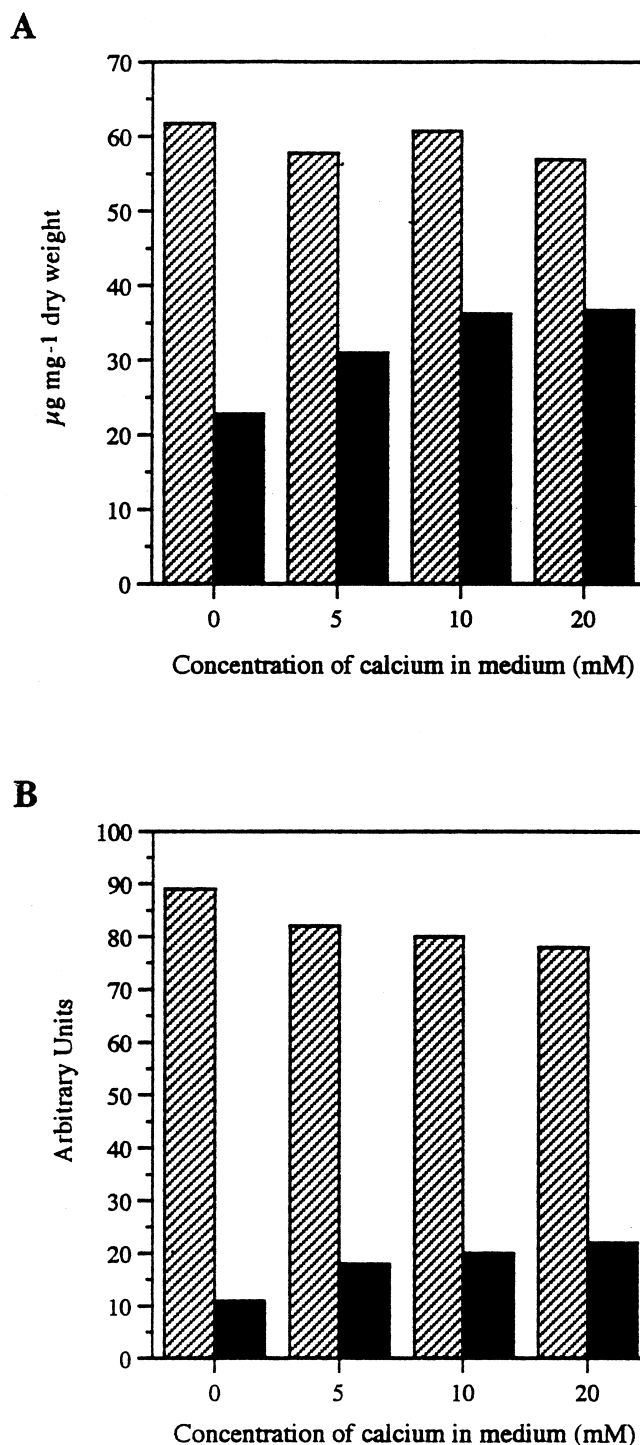 A
70
60
50
40
30
20
10
0
µg mg-1 dry weight
0 5 10 20
Concentration of calcium in medium (mM)
B
100
90
80
70
60
50
40
30
20
10
0
Arbitrary Units
0 5 10 20
Concentration of calcium in medium (mM)